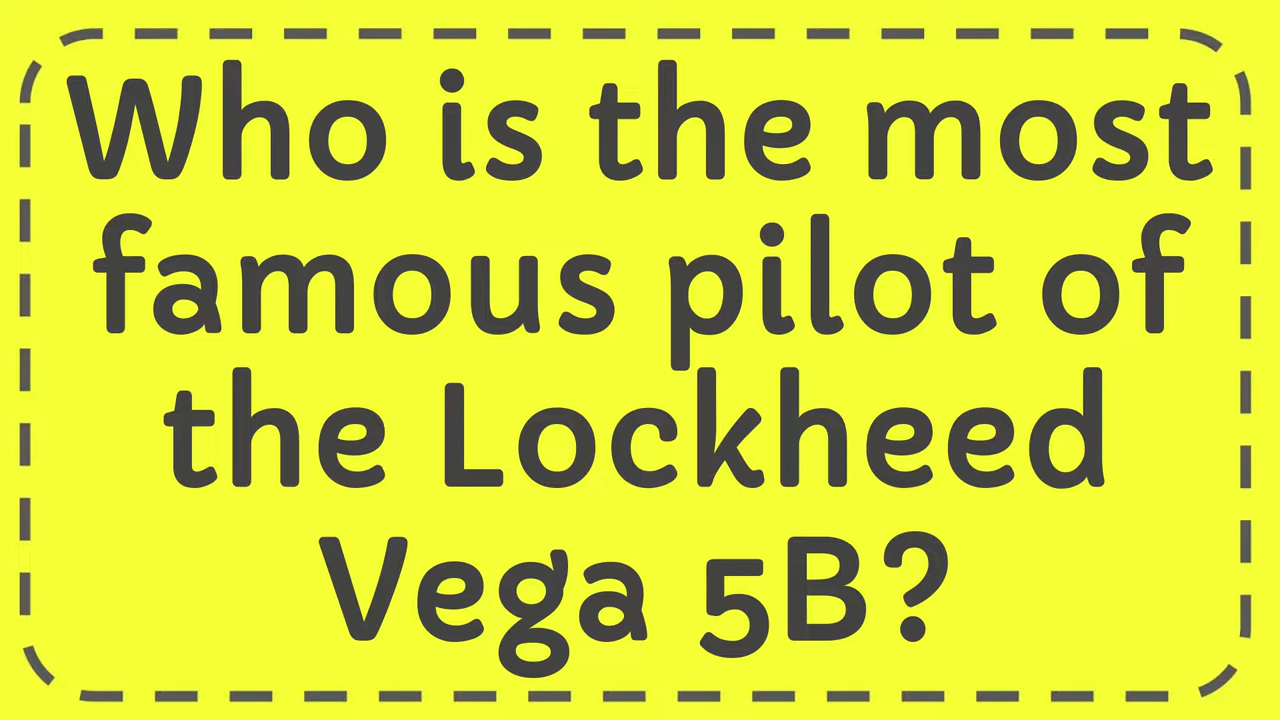 Who is the most
famous pilot of
the Lockheed
Vega 5B?